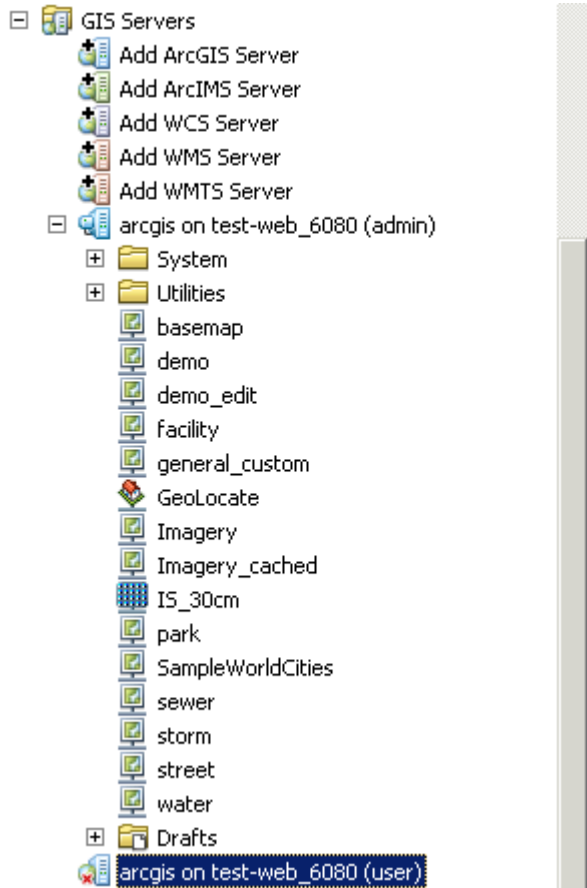 GIS Servers
Add ArcGIS Server
Add ArcIMS Server
Add WCS Server
Add WMS Server
Add WMTS Server
arcgis on test-web_6080 (admin)
System
Utilities
basemap
demo
demo_edit
facility
general_custom
GeoLocate
Imagery
Imagery_cached
IS_30cm
park
SampleWorldCities
sewer
storm
street
water
Drafts
arcgis on test-web_6080 (user)